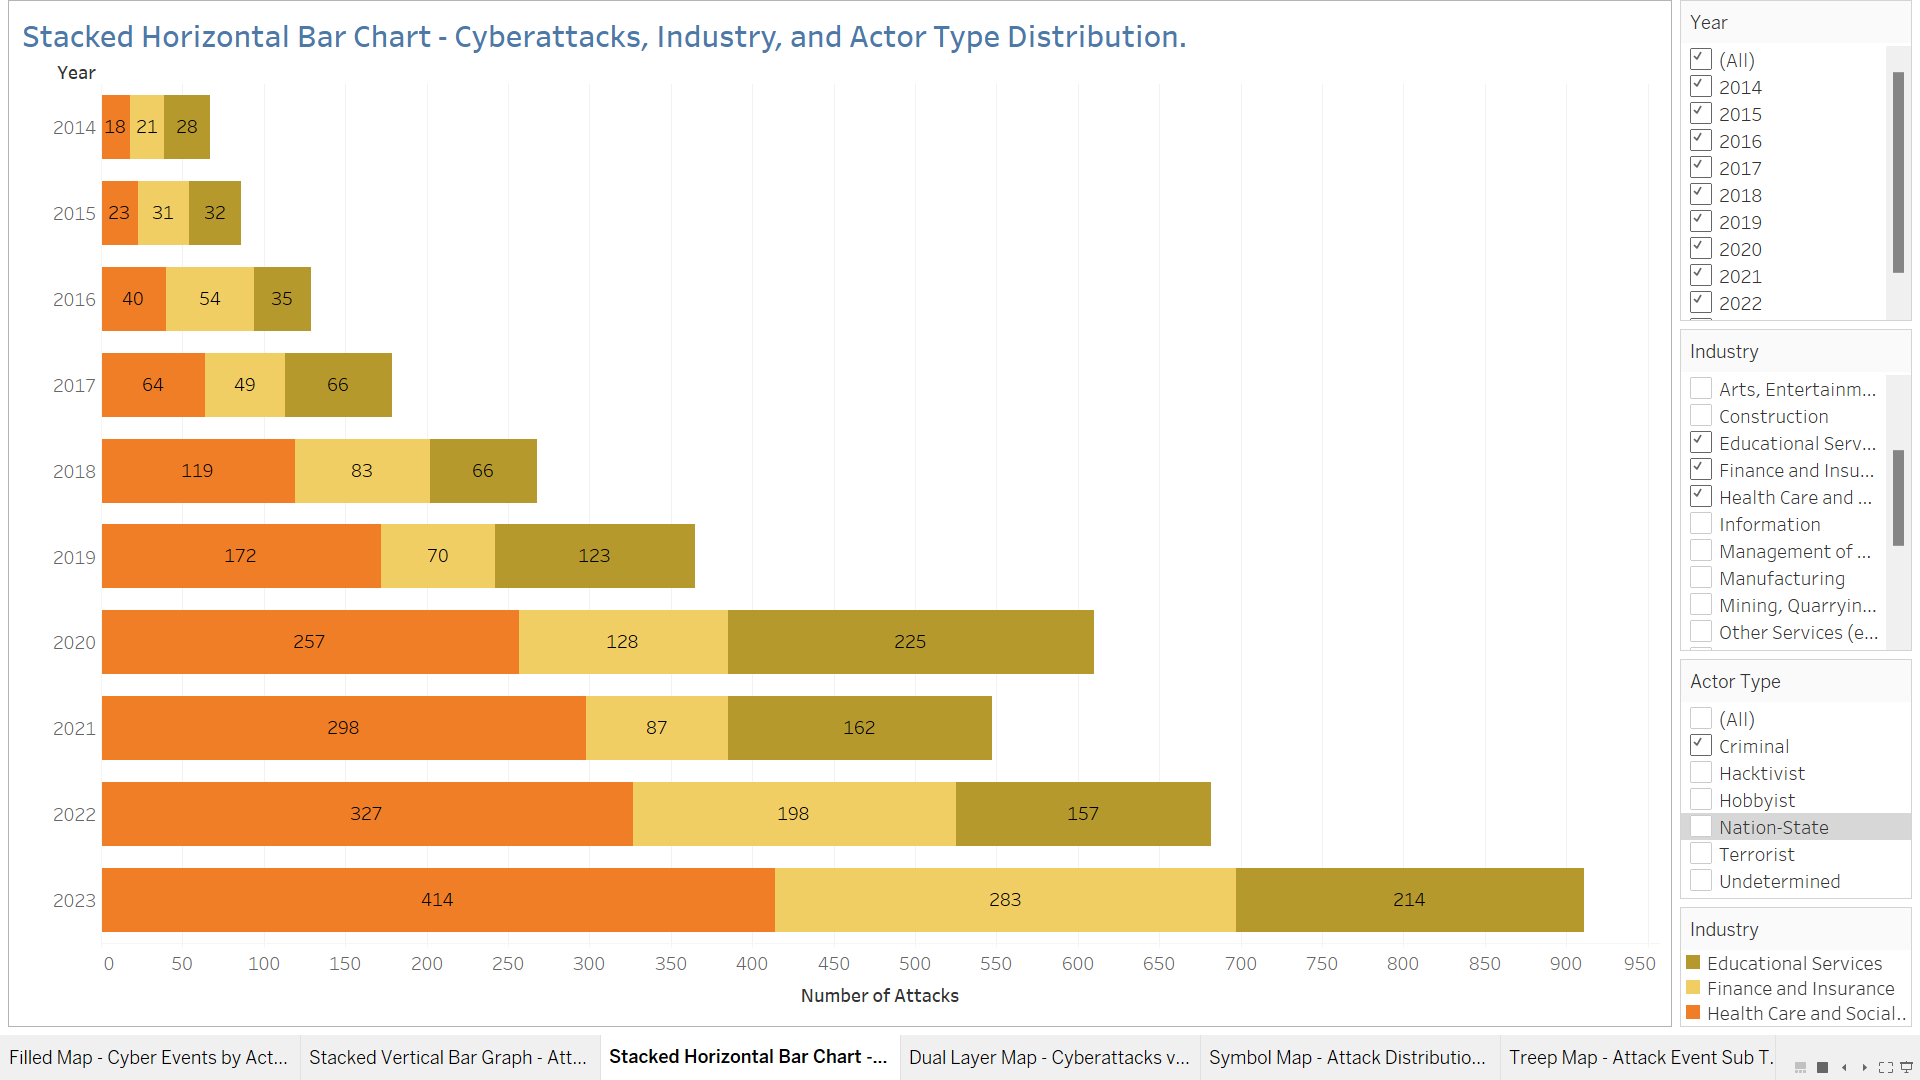 Stacked Horizontal Bar Chart - Cyberattacks, Industry, and Actor Type Distribution.
Year
2014 18 21 28
2015 23 31 32
2016 40 54 35
2017 64 49 66
2018 119 83 66
2019 172 70 123
2020 257 128 225
2021 298 87 162
2022 327 198 157
2023 414 283 214
0 50 100 150 200 250 300 350 400 450 500 550 600 650 700 750 800 850 900 950
Number of Attacks
Year
(All)
2014
2015
2016
2017
2018
2019
2020
2021
2022
Industry
Arts, Entertainm...
Construction
Educational Serv...
Finance and Insu...
Health Care and ...
Information
Management of ...
Manufacturing
Mining, Quarryin...
Other Services (e...
Actor Type
(All)
Criminal
Hacktivist
Hobbyist
Nation-State
Terrorist
Undetermined
Industry
Educational Services
Finance and Insurance
Health Care and Social..
Filled Map - Cyber Events by Act...
Stacked Vertical Bar Graph - Att...
Stacked Horizontal Bar Chart -...
Dual Layer Map - Cyberattacks v...
Symbol Map - Attack Distributio...
Treep Map - Attack Event Sub T.